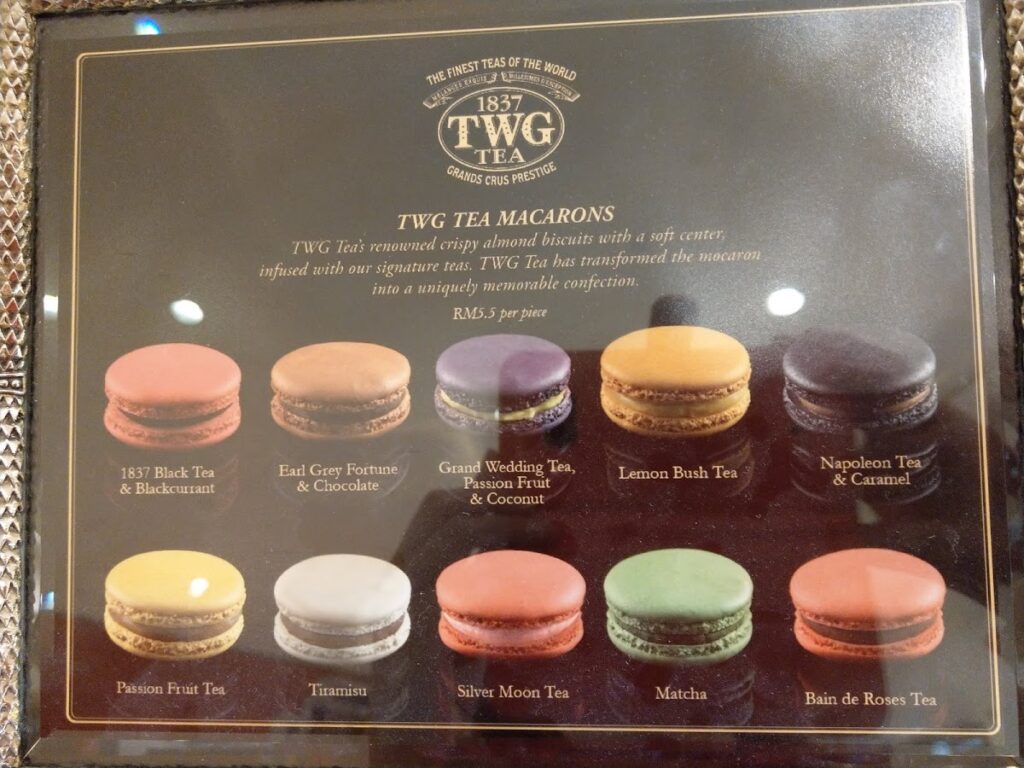 THE FINEST TEAS OF THE WORLD
1837
TWG
TEA
GRANDS CRUS PRESTIGE
TWG TEA MACARONS
TWG Tea's renowned crispy almond biscuits with a soft center,
infused with our signature teas. TWG Tea has transformed the mocaron
into a uniquely memorable confection.
RM5.5 per piece
1837 Black Tea
& Blackcurrant
Earl Grey Fortune
& Chocolate
Grand Wedding Tea,
Passion Fruit
& Coconut
Lemon Bush Tea
Napoleon Tea
& Caramel
Passion Fruit Tea
Tiramisu
Silver Moon Tea
Matcha
Bain de Roses Tea